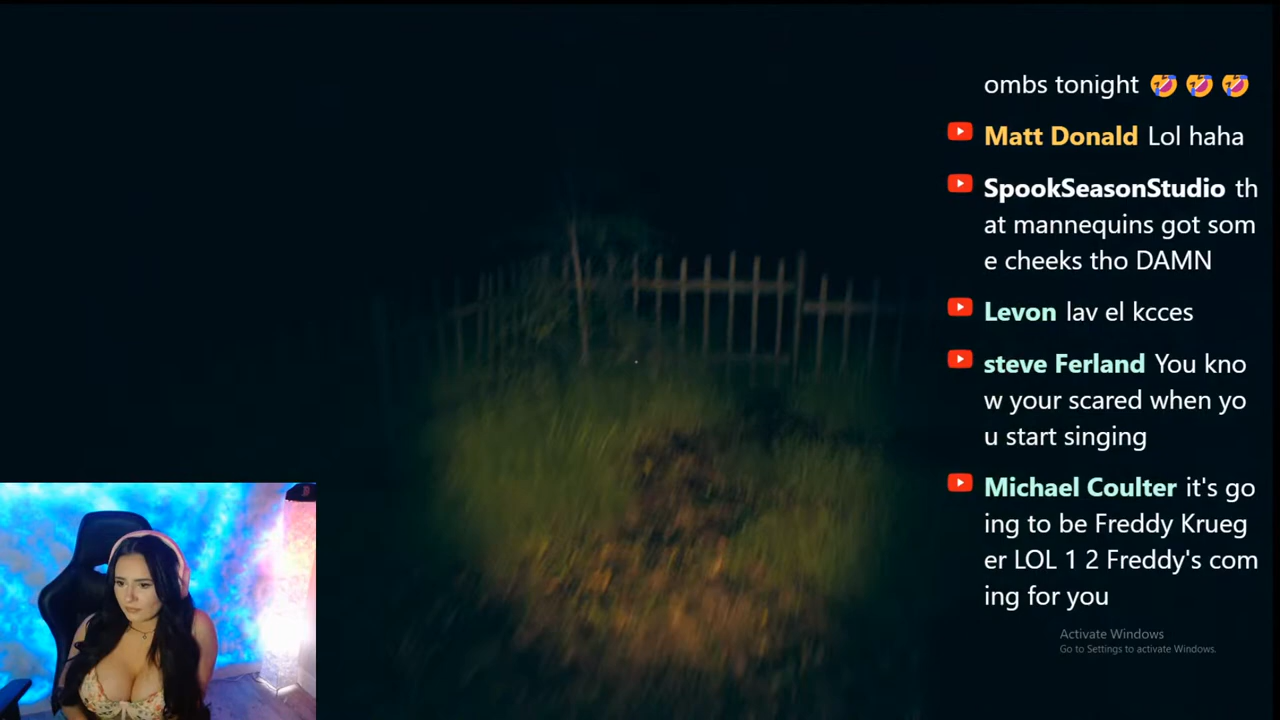 ombs tonight 🤣 🤣 🤣
Matt Donald Lol haha
SpookSeasonStudio th
at mannequins got som
e cheeks tho DAMN
Levon lav el kcces
steve Ferland You kno
w your scared when yo
u start singing
Michael Coulter it's go
ing to be Freddy Krueg
er LOL 1 2 Freddy's com
ing for you
Activate Windows
Go to Settings to activate Windows.